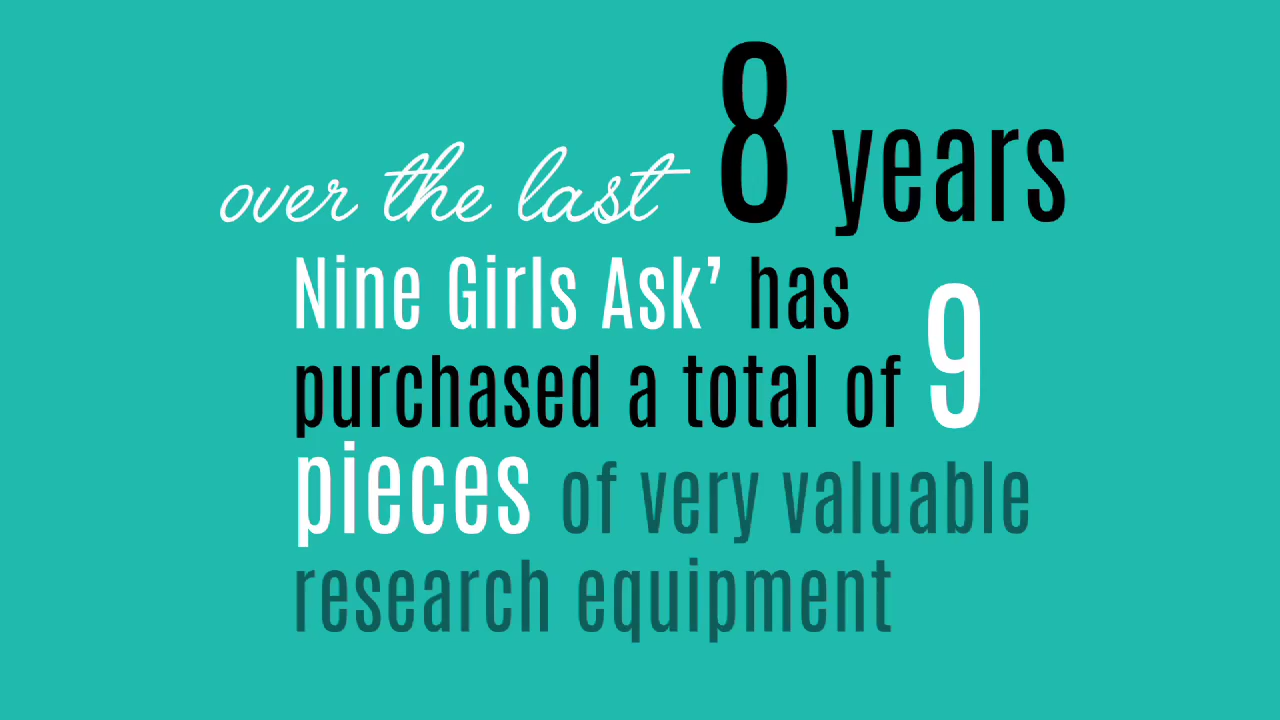 over the last 8 years
Nine Girls Ask’ has
purchased a total of 9
pieces of very valuable
research equipment